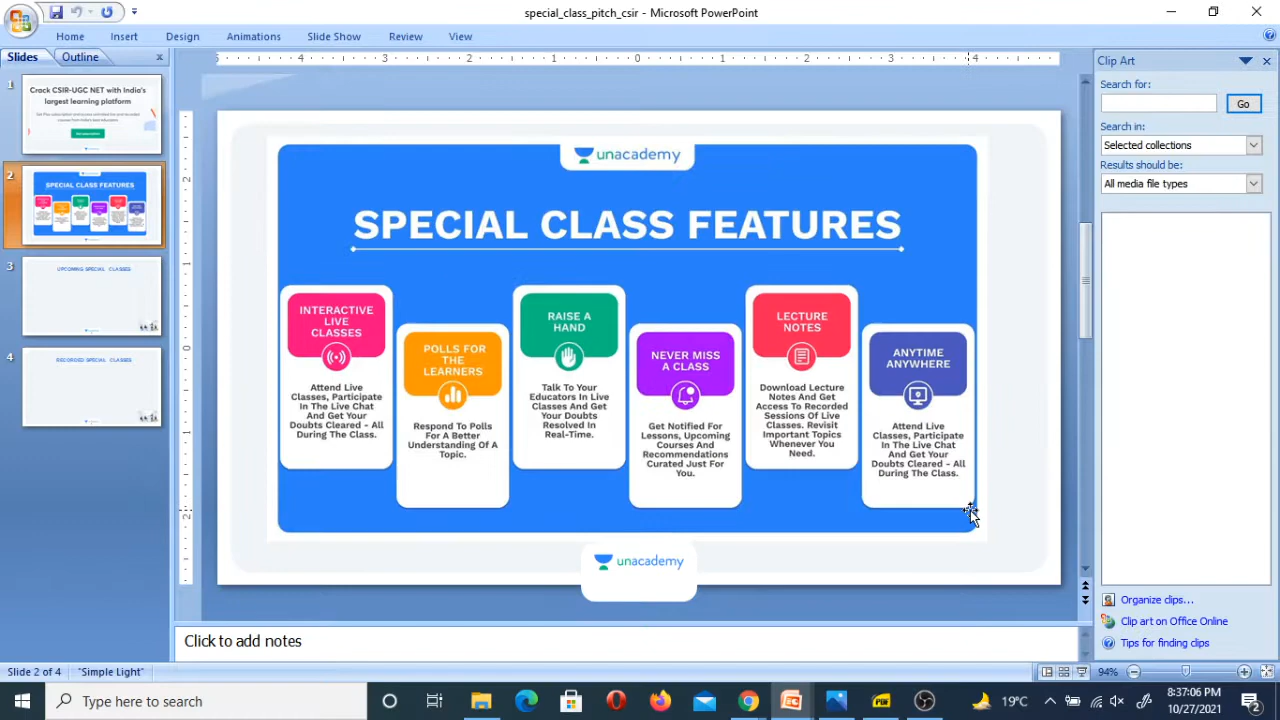 special_class_pitch_csir - Microsoft PowerPoint
Home Insert Design Animations Slide Show Review View
Slides Outline
1
Crack CSIR-UGC NET with India's
largest learning platform
2
SPECIAL CLASS FEATURES
3
UPCOMING SPECIAL CLASSES
4
RECORDED SPECIAL CLASSES
unacademy
SPECIAL CLASS FEATURES
INTERACTIVE
LIVE
CLASSES
Attend Live
Classes, Participate
In The Live Chat
And Get Your
Doubts Cleared - All
During The Class.
POLLS FOR
THE
LEARNERS
Respond To Polls
For A Better
Understanding Of A
Topic.
RAISE A
HAND
Talk To Your
Educators In Live
Classes And Get
Your Doubts
Resolved In
Real-Time.
NEVER MISS
A CLASS
Get Notified For
Lessons, Upcoming
Courses And
Recommendations
Curated Just For
You.
LECTURE
NOTES
Download Lecture
Notes And Get
Access To Recorded
Sessions Of Live
Classes. Revisit
Important Topics
Whenever You
Need.
ANYTIME
ANYWHERE
Attend Live
Classes, Participate
In The Live Chat
And Get Your
Doubts Cleared - All
During The Class.
unacademy
Click to add notes
Clip Art
Search for:
Go
Search in:
Selected collections
Results should be:
All media file types
Organize clips...
Clip art on Office Online
Tips for finding clips
Slide 2 of 4 "Simple Light" 94%
Type here to search
19°C
8:37:06 PM
10/27/2021
2